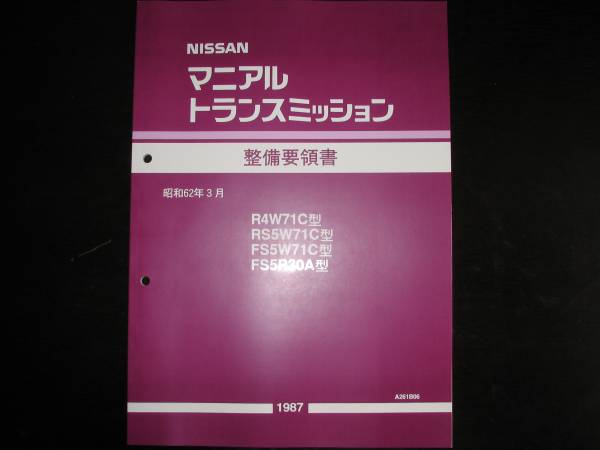 NISSAN
マニアル
トランスミッション
整備要領書
昭和62年3月
R4W71C型
RS5W71C型
FS5W71C型
FS5R30A型
A261B06
1987